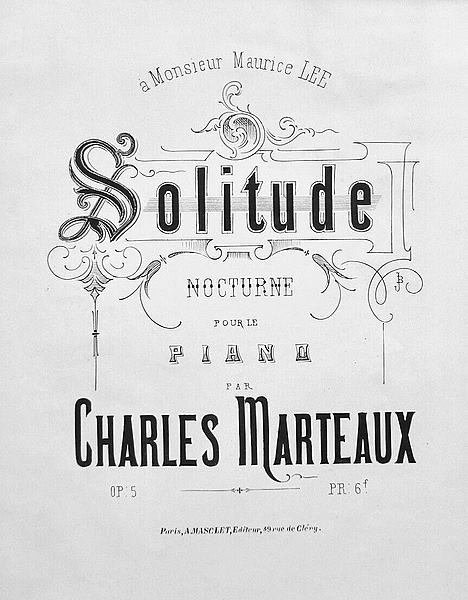 à Monsieur Maurice LEE
Solitude
NOCTURNE
POUR LE
PIANO
PAR
CHARLES MARTEAUX
OP: 5 PR: 6f.
Paris, A. MASCLET, Editeur, 49 rue de Cléry.